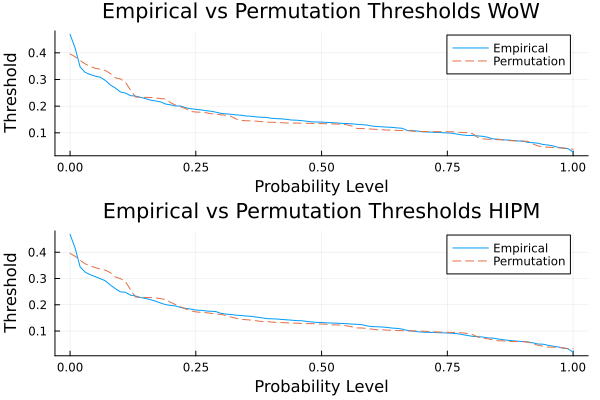 Empirical vs Permutation Thresholds WoW
Threshold
0.4
0.3
0.2
0.1
Empirical
Permutation
0.00 0.25 0.50 0.75 1.00
Probability Level
Empirical vs Permutation Thresholds HIPM
Threshold
0.4
0.3
0.2
0.1
Empirical
Permutation
0.00 0.25 0.50 0.75 1.00
Probability Level